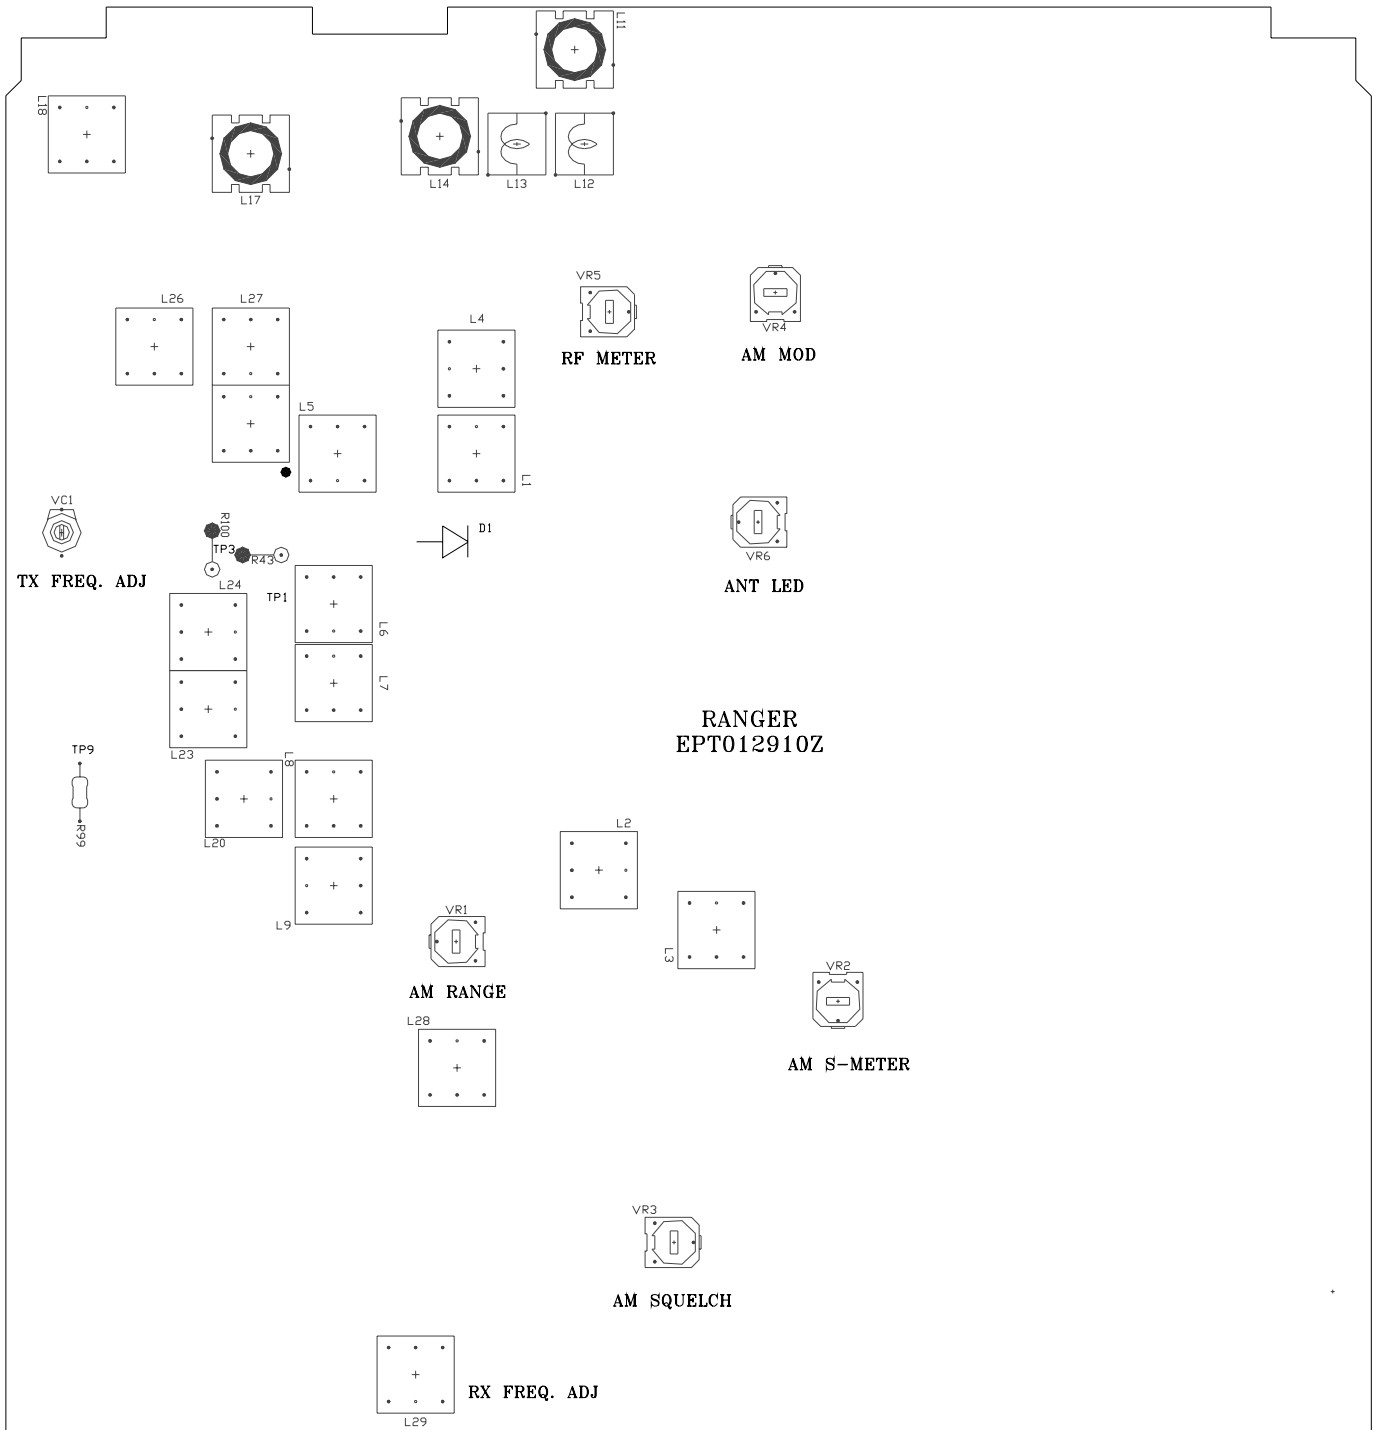 L11
L18
L17
L14
L13
L12
VR5
RF METER
VR4
AM MOD
L26
L27
L4
L5
L1
VC1
TX FREQ. ADJ
R100
TP3
R43
D1
VR6
ANT LED
L24
TP1
L6
L7
RANGER
EPT012910Z
TP9
L23
L8
R99
L20
L2
L9
VR1
AM RANGE
L3
VR2
AM S-METER
L28
VR3
AM SQUELCH
RX FREQ. ADJ
L29